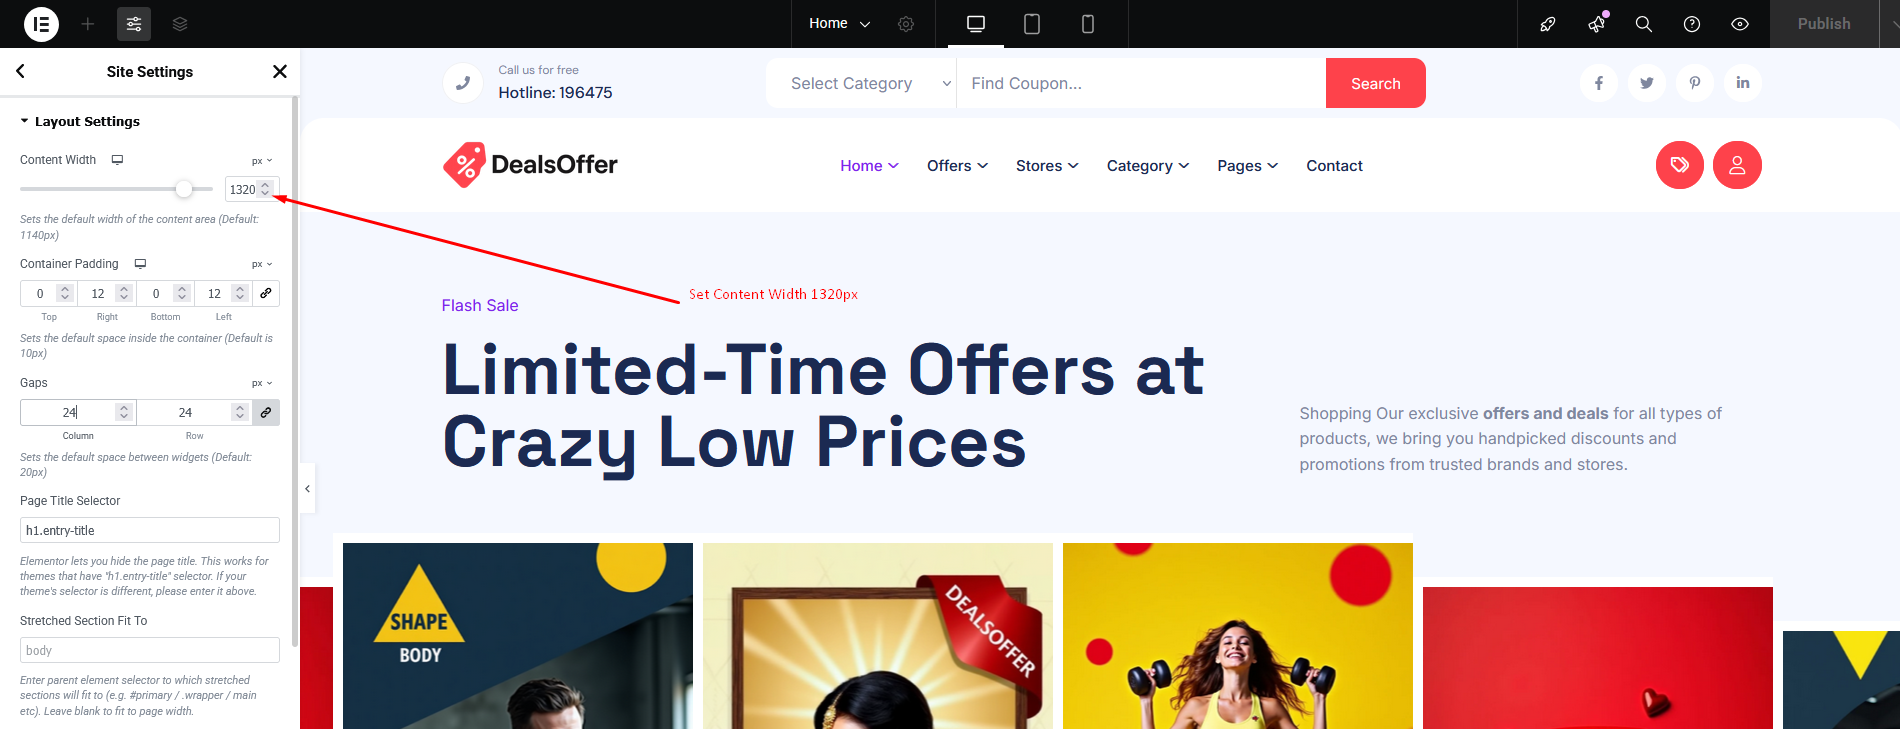 Home
Publish
Site Settings
Layout Settings
Content Width
px
1320
Sets the default width of the content area (Default:
1140px)
Container Padding
px
0 12 0 12
Top Right Bottom Left
Sets the default space inside the container (Default is
10px)
Gaps
px
24 24
Column Row
Sets the default space between widgets (Default:
20px)
Page Title Selector
h1.entry-title
Elementor lets you hide the page title. This works for
themes that have "h1.entry-title" selector. If your
theme's selector is different, please enter it above.
Stretched Section Fit To
body
Enter parent element selector to which stretched
sections will fit to (e.g. #primary / .wrapper / main
etc). Leave blank to fit to page width.
Call us for free
Hotline: 196475
Select Category
Find Coupon...
Search
DealsOffer
Home Offers Stores Category Pages Contact
Set Content Width 1320px
Flash Sale
Limited-Time Offers at
Crazy Low Prices
Shopping Our exclusive offers and deals for all types of
products, we bring you handpicked discounts and
promotions from trusted brands and stores.
SHAPE
BODY
DEALSOFFER